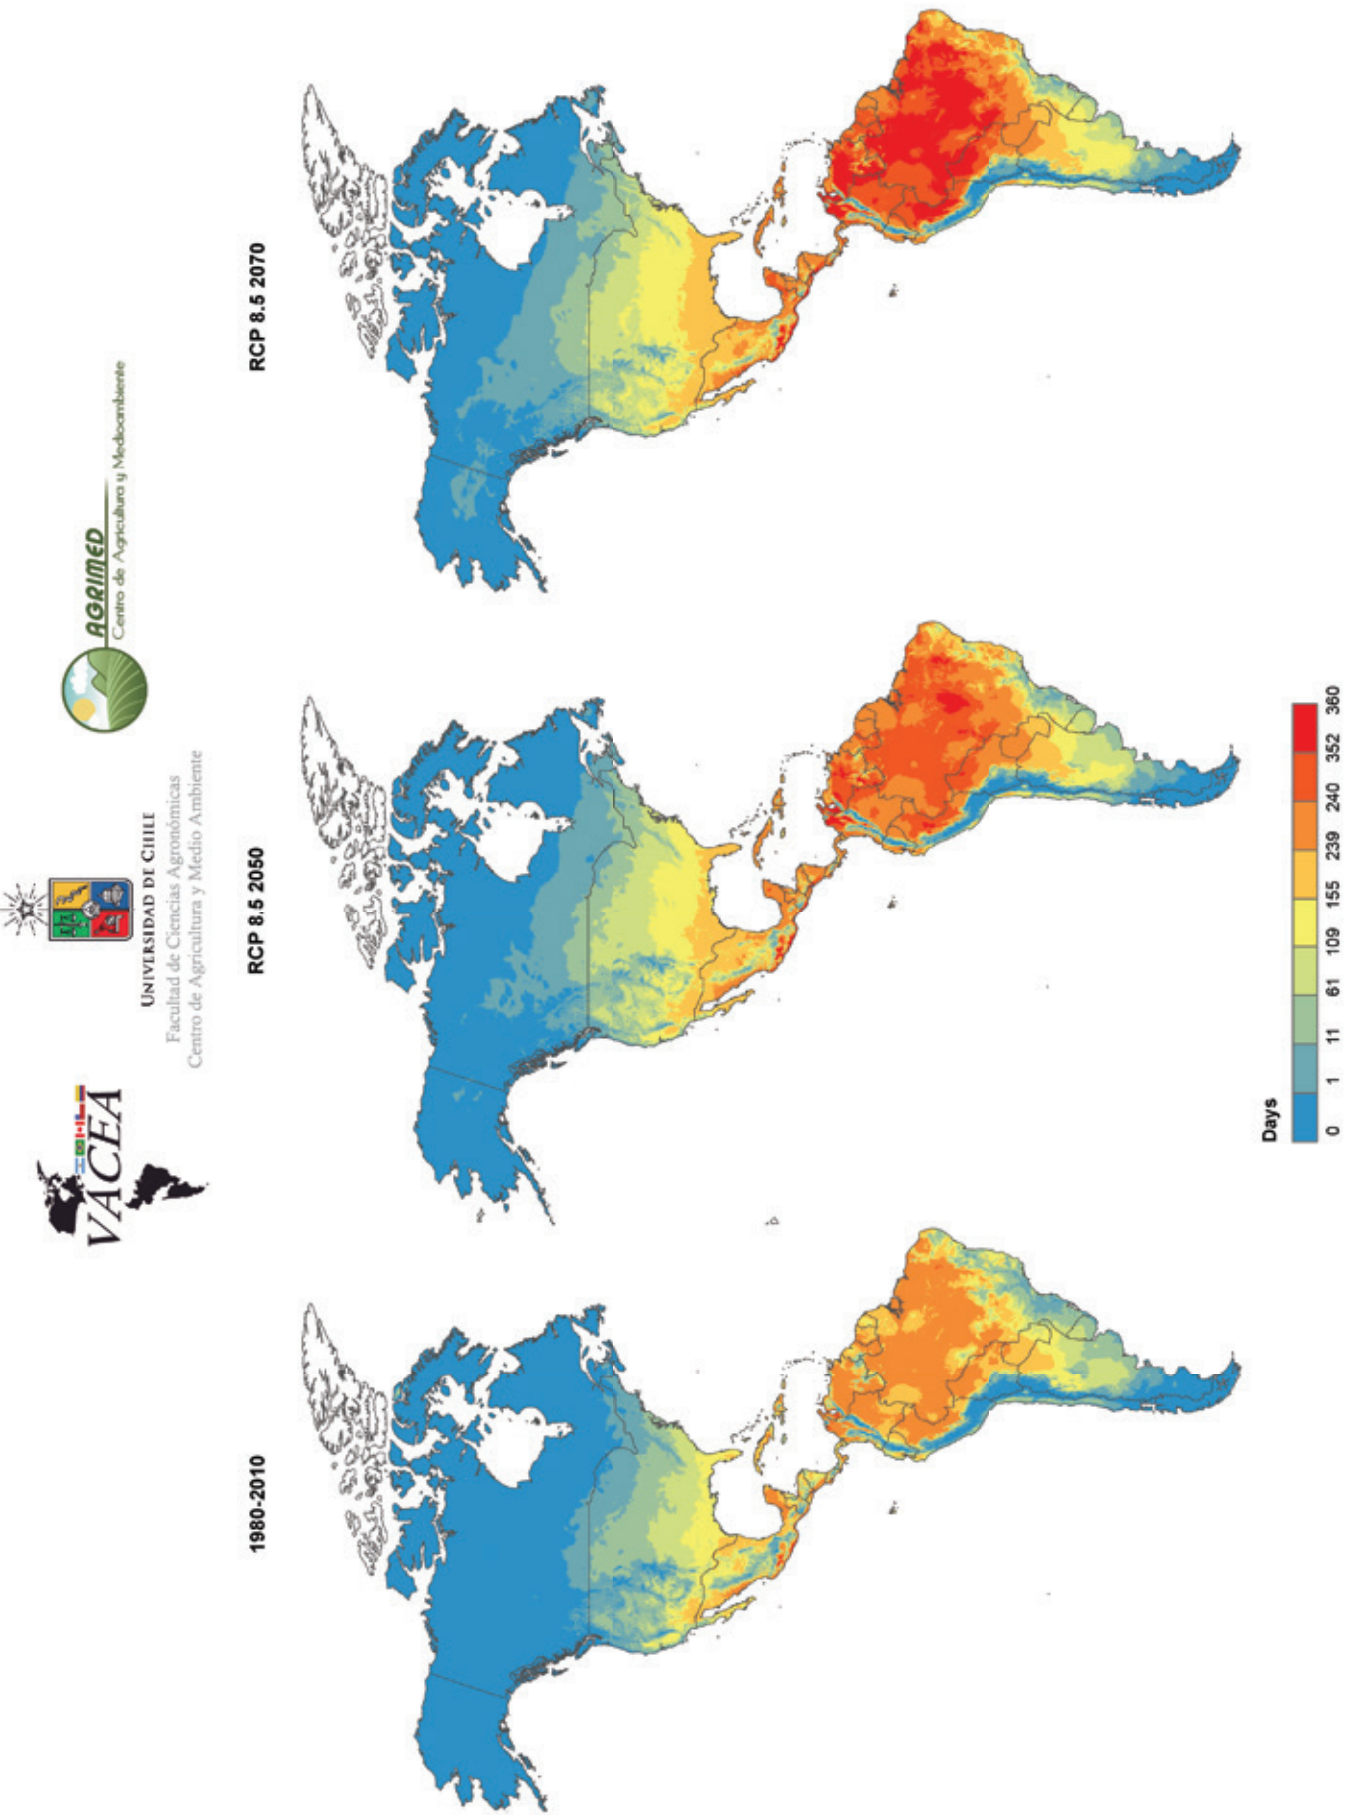 VACEA
UNIVERSIDAD DE CHILE
Facultad de Ciencias Agronómicas
Centro de Agricultura y Medio Ambiente
AGRIMED
Centro de Agricultura y Medioambiente
1980-2010
RCP 8.5 2050
RCP 8.5 2070
Days
0 1 11 61 109 155 239 240 352 360